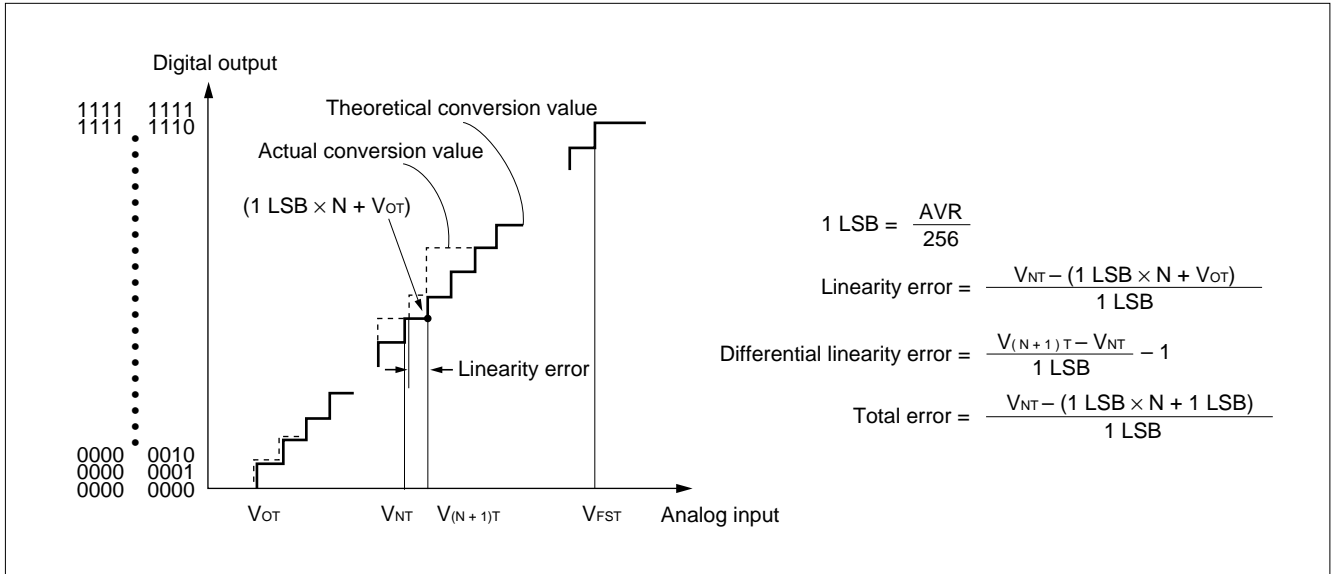 Digital output
1111 1111
1111 1110
0000 0010
0000 0001
0000 0000
Theoretical conversion value
Actual conversion value
(1 LSB × N + VOT)
Linearity error
VOT VNT V(N + 1)T VFST Analog input
1 LSB = AVR / 256
Linearity error = VNT – (1 LSB × N + VOT) / 1 LSB
Differential linearity error = V(N + 1) T – VNT / 1 LSB – 1
Total error = VNT – (1 LSB × N + 1 LSB) / 1 LSB